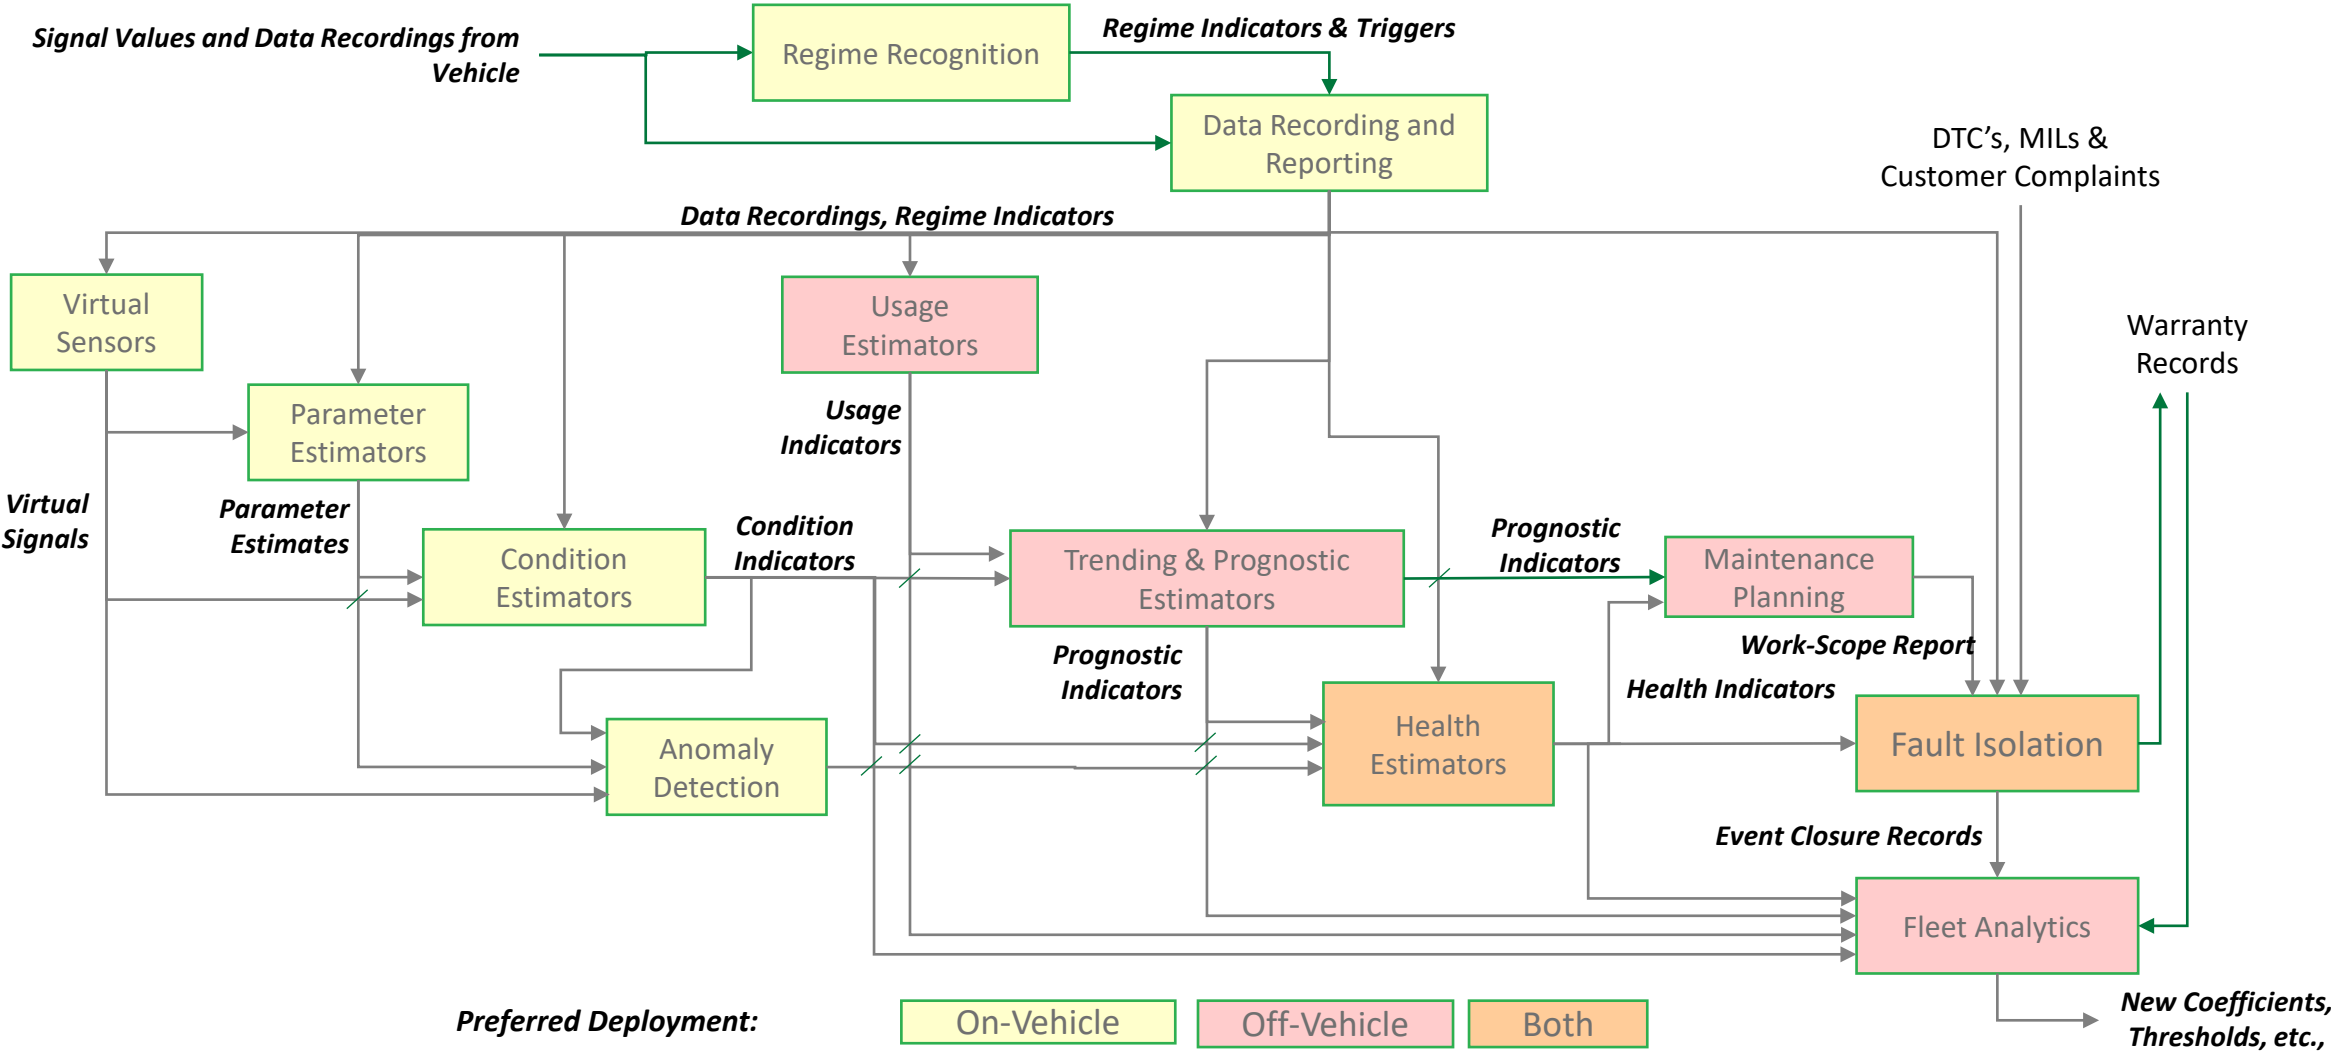 Signal Values and Data Recordings from
Vehicle
Regime Recognition
Regime Indicators & Triggers
Data Recording and
Reporting
DTC’s, MILs &
Customer Complaints
Data Recordings, Regime Indicators
Virtual
Sensors
Usage
Estimators
Warranty
Records
Parameter
Estimators
Usage
Indicators
Virtual
Signals
Parameter
Estimates
Condition
Estimators
Condition
Indicators
Trending & Prognostic
Estimators
Prognostic
Indicators
Maintenance
Planning
Work-Scope Report
Prognostic
Indicators
Health Indicators
Anomaly
Detection
Health
Estimators
Fault Isolation
Event Closure Records
Fleet Analytics
Preferred Deployment:
On-Vehicle
Off-Vehicle
Both
New Coefficients,
Thresholds, etc.,